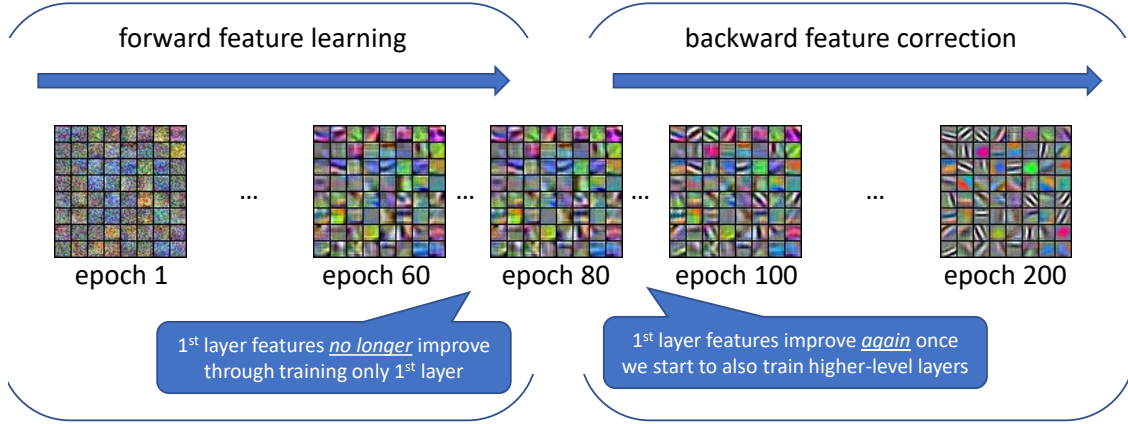 forward feature learning
backward feature correction
...
...
...
...
epoch 1
epoch 60
epoch 80
epoch 100
epoch 200
1st layer features no longer improve
through training only 1st layer
1st layer features improve again once
we start to also train higher-level layers